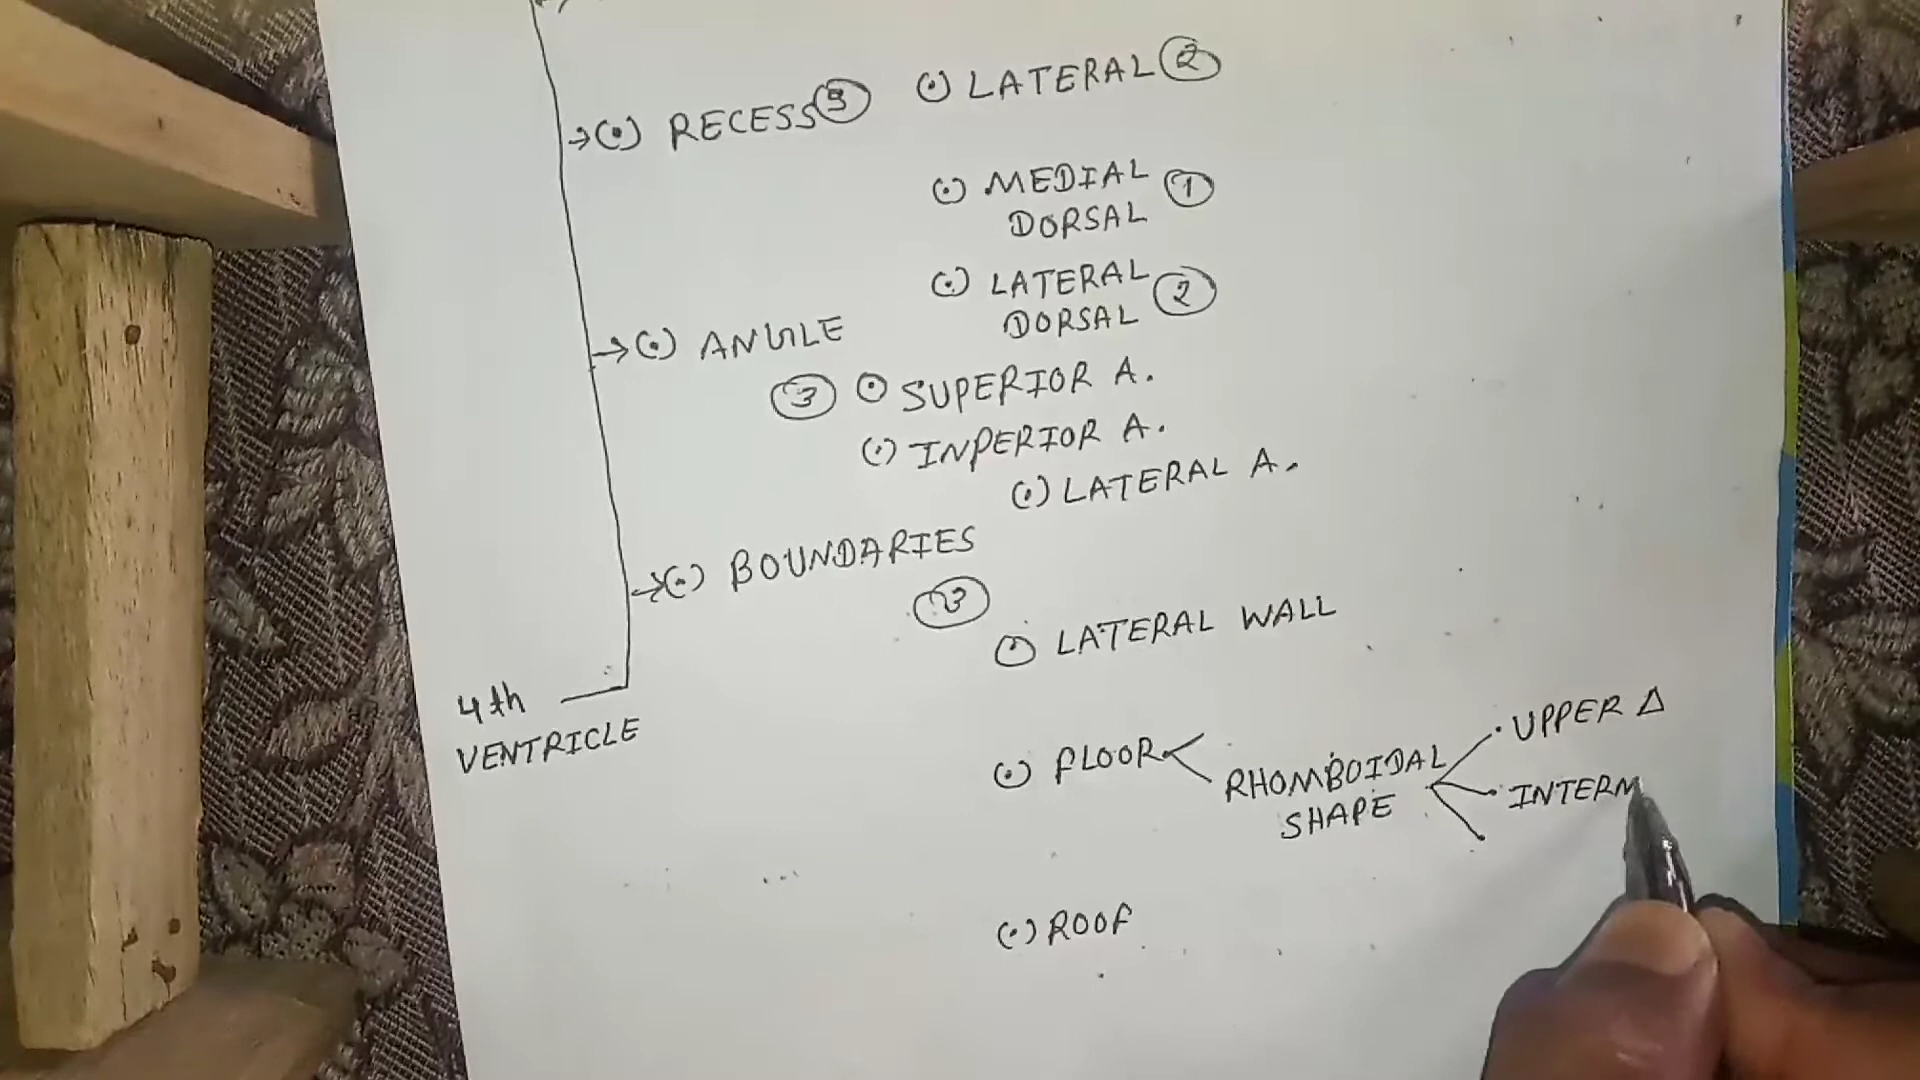 RECESS 5
LATERAL 2
MEDIAL 1
DORSAL
LATERAL 2
DORSAL
ANGLE
3 SUPERIOR A.
INFERIOR A.
LATERAL A.
BOUNDARIES
3
LATERAL WALL
4th
VENTRICLE
FLOOR
RHOMBOIDAL
SHAPE
UPPER Δ
INTERM
ROOF